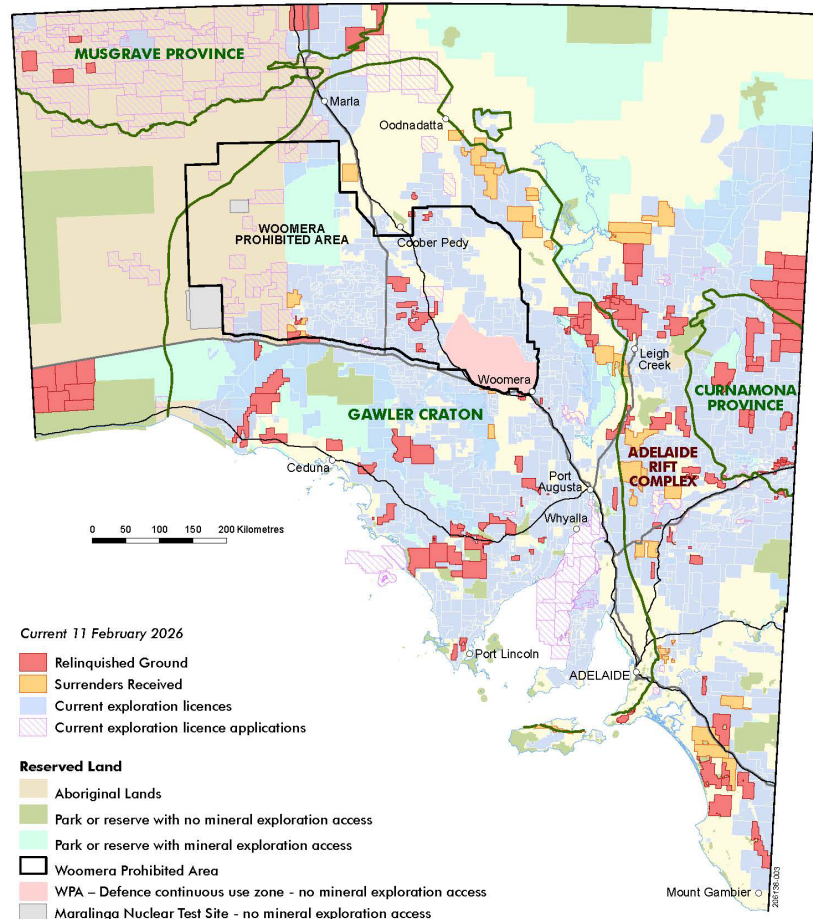 MUSGRAVE PROVINCE
Marla
Oodnadatta
WOOMERA
PROHIBITED AREA
Coober Pedy
Leigh
Creek
Woomera
CURNAMONA
PROVINCE
GAWLER CRATON
ADELAIDE
RIFT
COMPLEX
Ceduna
Port
Augusta
Whyalla
0 50 100 150 200 Kilometres
Port Lincoln
ADELAIDE
Mount Gambier
206136-003
Current 11 February 2026
Relinquished Ground
Surrenders Received
Current exploration licences
Current exploration licence applications
Reserved Land
Aboriginal Lands
Park or reserve with no mineral exploration access
Park or reserve with mineral exploration access
Woomera Prohibited Area
WPA – Defence continuous use zone - no mineral exploration access
Maralinga Nuclear Test Site - no mineral exploration access